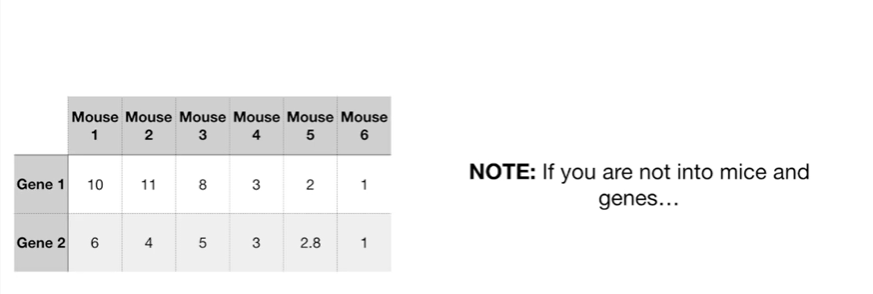 Mouse Mouse Mouse Mouse Mouse Mouse
1 2 3 4 5 6
Gene 1 10 11 8 3 2 1
Gene 2 6 4 5 3 2.8 1
NOTE: If you are not into mice and
genes…